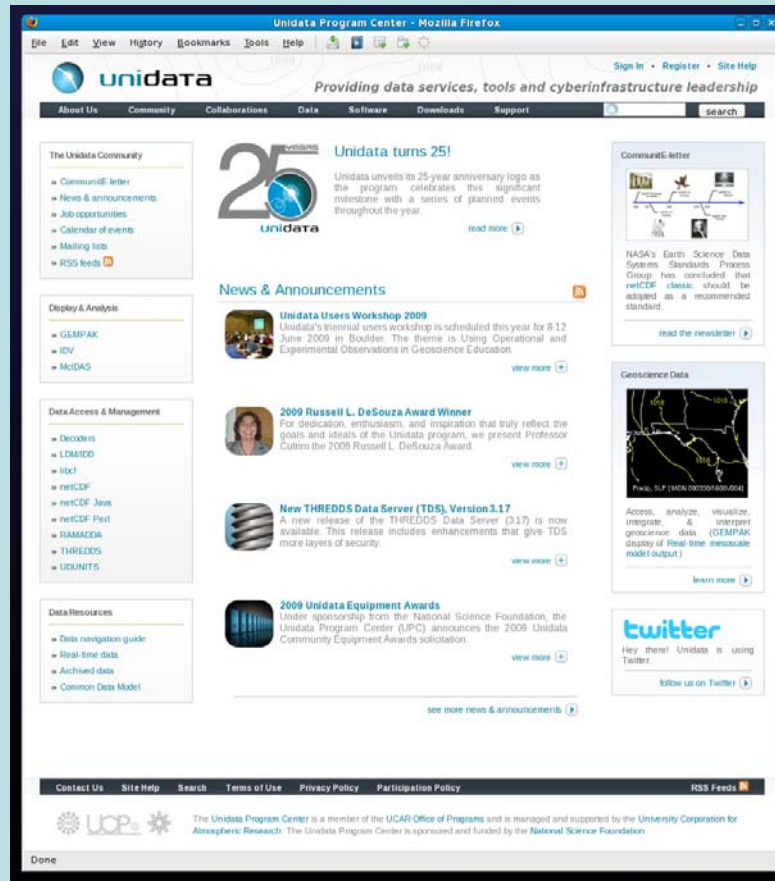 Unidata Program Center - Mozilla Firefox
File Edit View History Bookmarks Tools Help
Sign In • Register • Site Help
unidata
Providing data services, tools and cyberinfrastructure leadership
About Us Community Collaborations Data Software Downloads Support search
The Unidata Community
» CommunitE-letter
» News & announcements
» Job opportunities
» Calendar of events
» Mailing lists
» RSS feeds
Display & Analysis
» GEMPAK
» IDV
» McIDAS
Data Access & Management
» Decoders
» LDM/IDD
» libcf
» netCDF
» netCDF Java
» netCDF Perl
» RAMADDA
» THREDDS
» UDUNITS
Data Resources
» Data navigation guide
» Real-time data
» Archived data
» Common Data Model
25 YEARS
unidata
Unidata turns 25!
Unidata unveils its 25-year anniversary logo as
the program celebrates this significant
milestone with a series of planned events
throughout the year.
read more
News & Announcements
Unidata Users Workshop 2009
Unidata's triennial users workshop is scheduled this year for 8-12
June 2009 in Boulder. The theme is Using Operational and
Experimental Observations in Geoscience Education.
view more
2009 Russell L. DeSouza Award Winner
For dedication, enthusiasm, and inspiration that truly reflect the
goals and ideals of the Unidata program, we present Professor
Cutrim the 2009 Russell L. DeSouza Award.
view more
New THREDDS Data Server (TDS), Version 3.17
A new release of the THREDDS Data Server (3.17) is now
available. This release includes enhancements that give TDS
more layers of security.
view more
2009 Unidata Equipment Awards
Under sponsorship from the National Science Foundation, the
Unidata Program Center (UPC) announces the 2009 Unidata
Community Equipment Awards solicitation.
view more
see more news & announcements
CommunitE-letter
NASA's Earth Science Data
Systems Standards Process
Group has concluded that
netCDF classic should be
adopted as a recommended
standard.
read the newsletter
Geoscience Data
1016
1018
1016
Precip, SLP [MON 080330/1600V004]
Access, analyze, visualize,
integrate, & interpret
geoscience data (GEMPAK
display of Real-time mesoscale
model output.)
learn more
twitter
Hey there! Unidata is using
Twitter.
follow us on Twitter
Contact Us Site Help Search Terms of Use Privacy Policy Participation Policy RSS Feeds
UOP
The Unidata Program Center is a member of the UCAR Office of Programs and is managed and supported by the University Corporation for
Atmospheric Research. The Unidata Program Center is sponsored and funded by the National Science Foundation.
Done